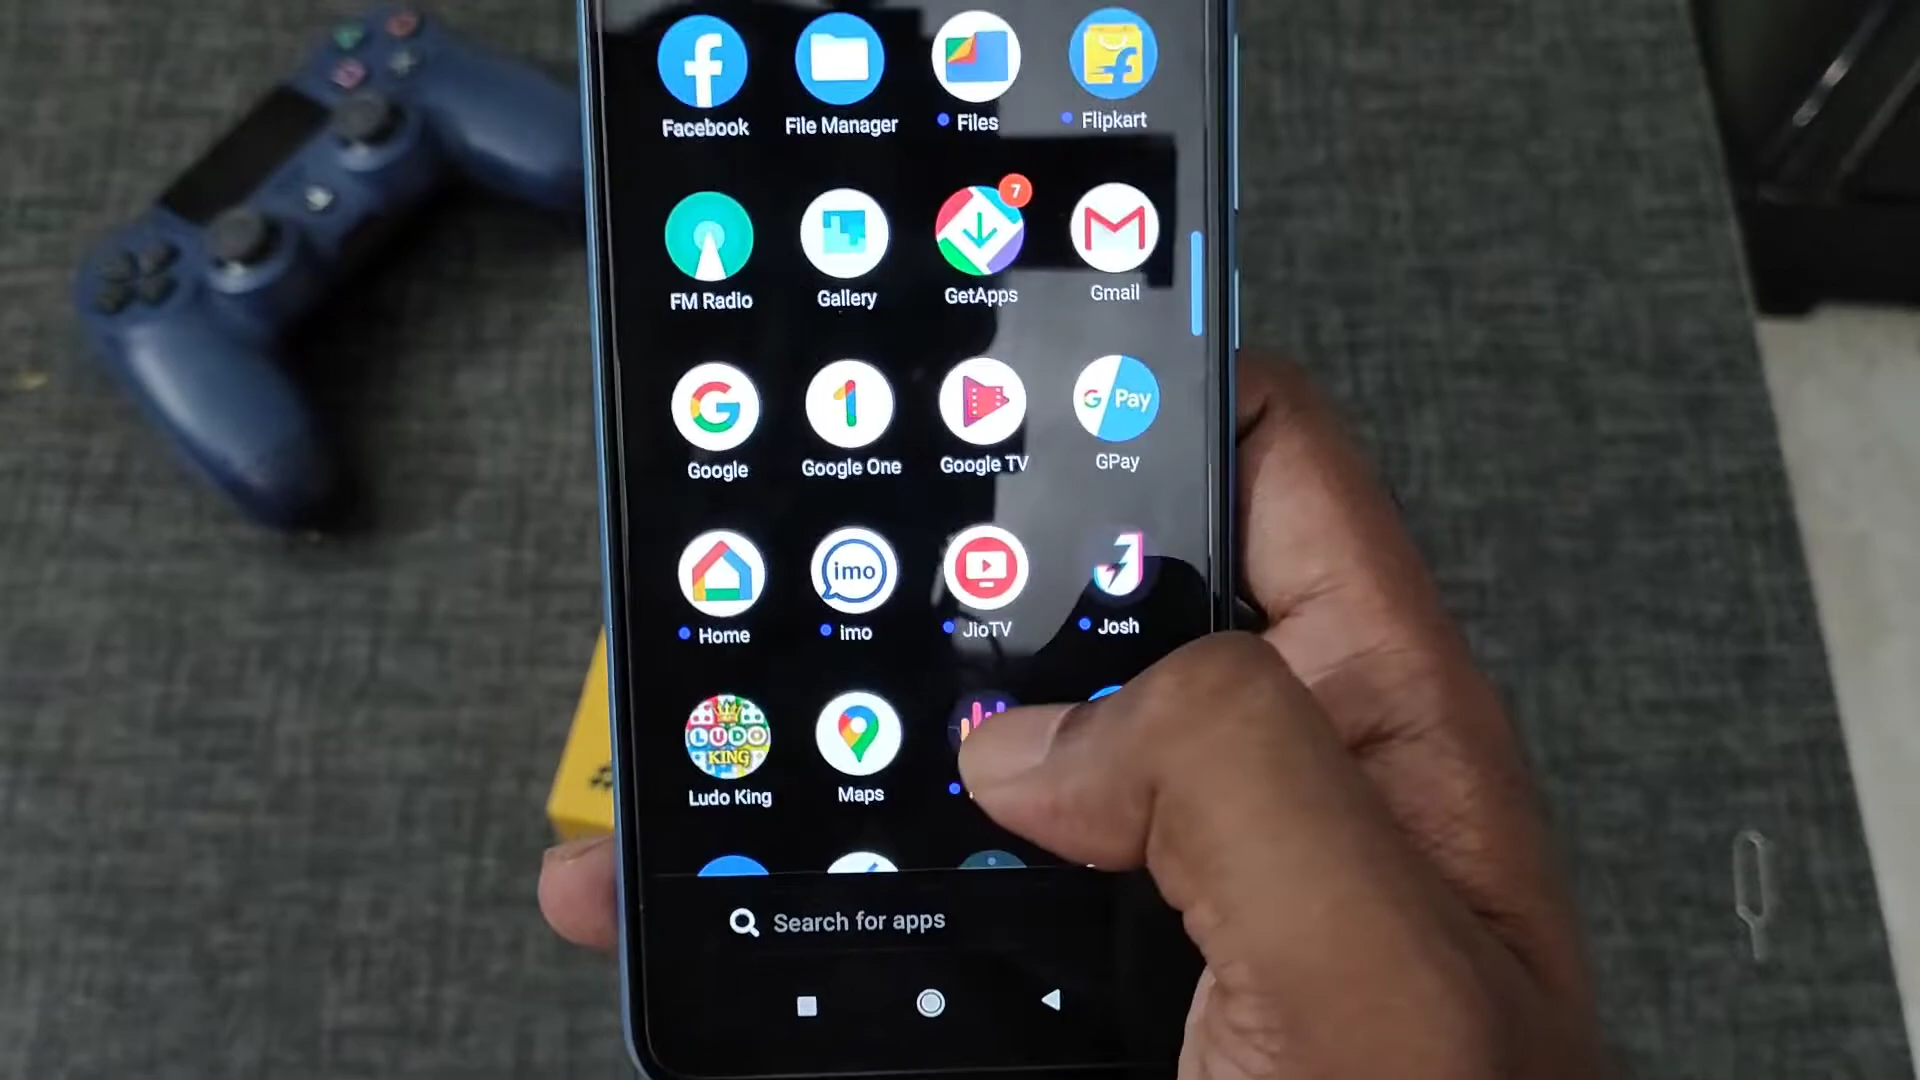 Facebook
File Manager
Files
Flipkart
7
FM Radio
Gallery
GetApps
Gmail
G Pay
Google
Google One
Google TV
GPay
imo
Home
imo
JioTV
Josh
LUDO
KING
Ludo King
Maps
Search for apps